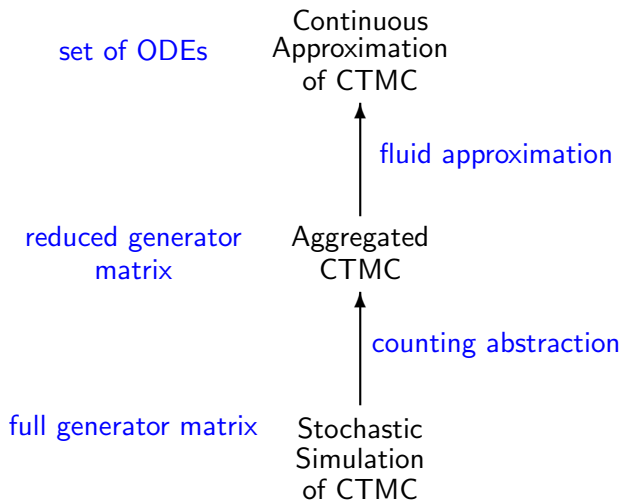 set of ODEs
Continuous
Approximation
of CTMC
fluid approximation
reduced generator
matrix
Aggregated
CTMC
counting abstraction
full generator matrix
Stochastic
Simulation
of CTMC